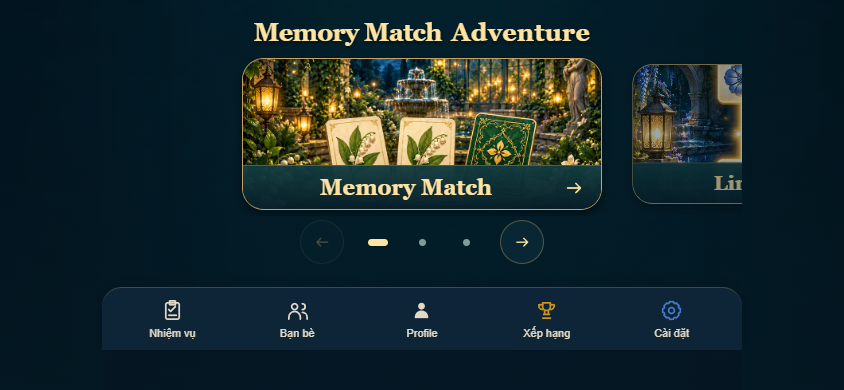 Memory Match Adventure
Memory Match
Nhiệm vụ
Bạn bè
Profile
Xếp hạng
Cài đặt